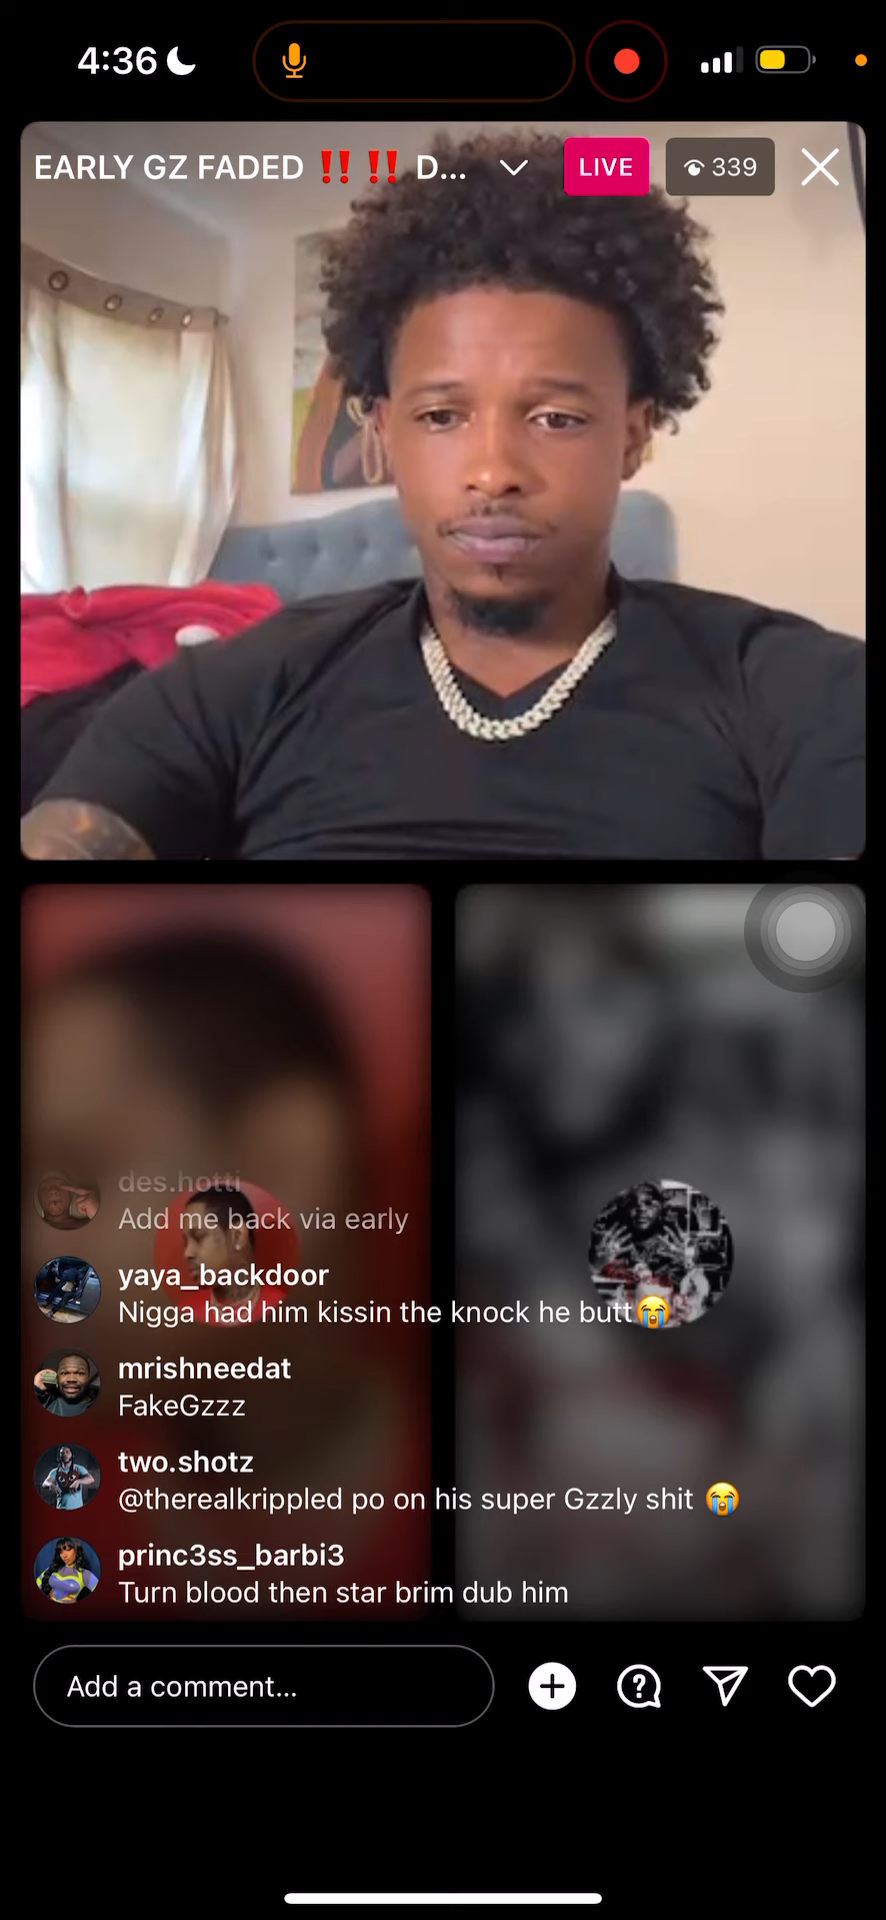 4:36
EARLY GZ FADED ‼️ ‼️ D...
LIVE
339
des.hotti
Add me back via early
yaya_backdoor
Nigga had him kissin the knock he butt😭
mrishneedat
FakeGzzz
two.shotz
@therealkrippled po on his super Gzzly shit 😭
princ3ss_barbi3
Turn blood then star brim dub him
Add a comment...